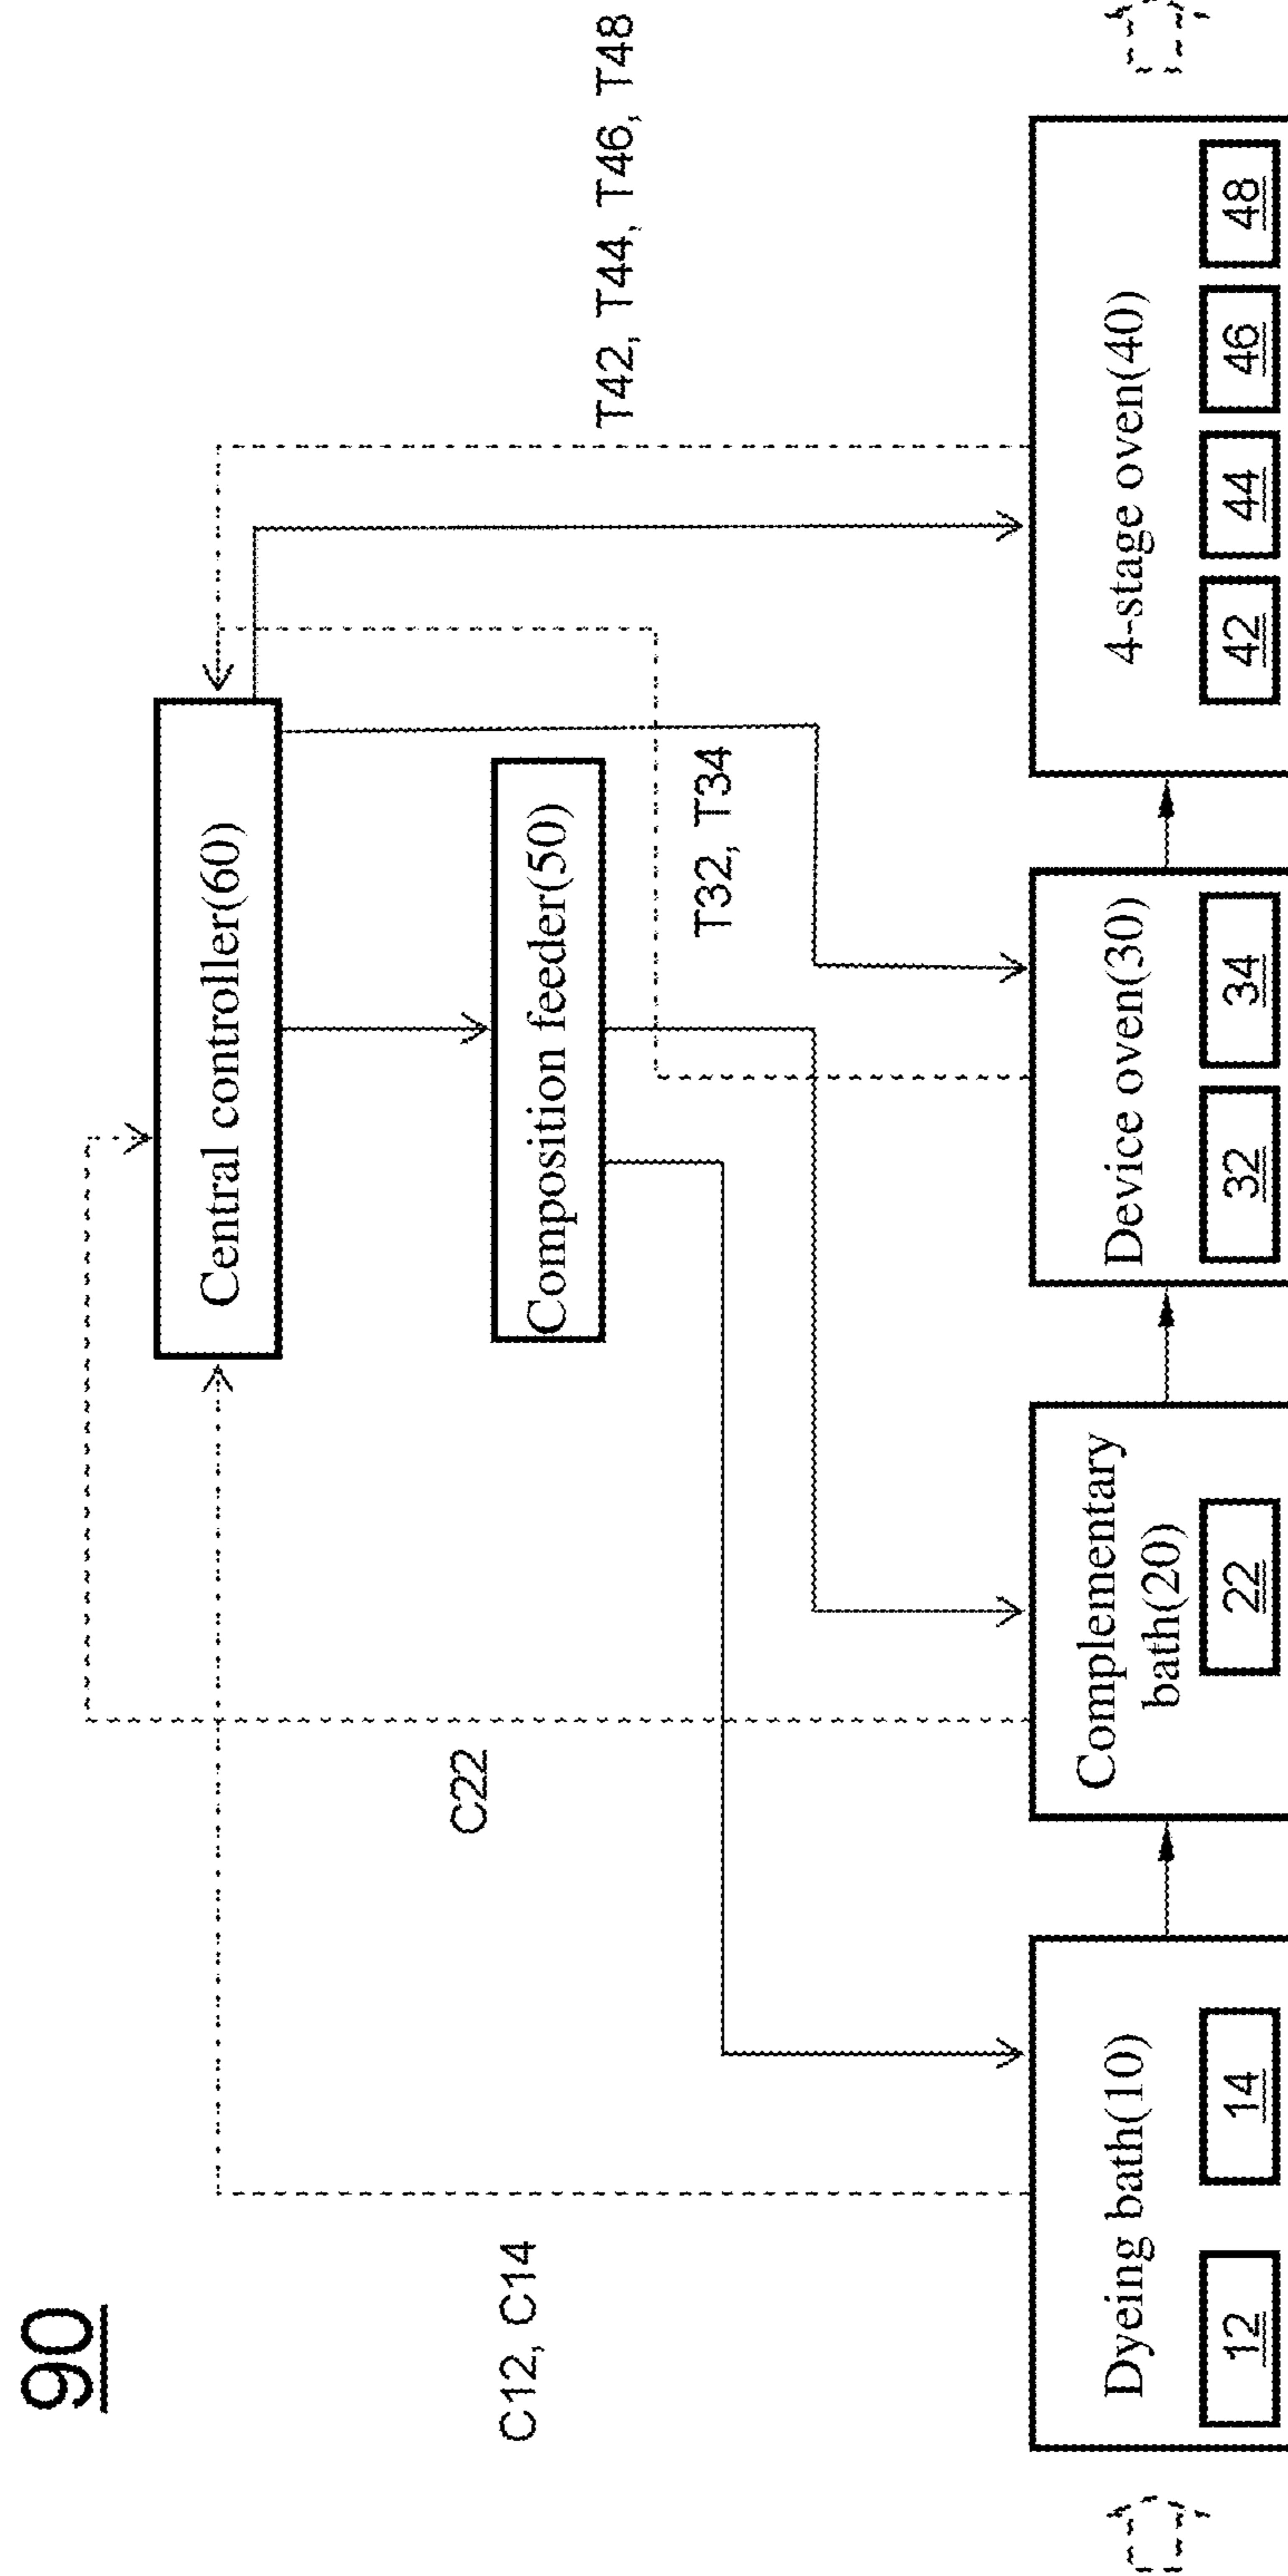 90
Central controller(60)
Composition feeder(50)
C12, C14
C22
T32, T34
T42, T44, T46, T48
Dyeing bath(10)
12
14
Complementary
bath(20)
22
Device oven(30)
32
34
4-stage oven(40)
42
44
46
48